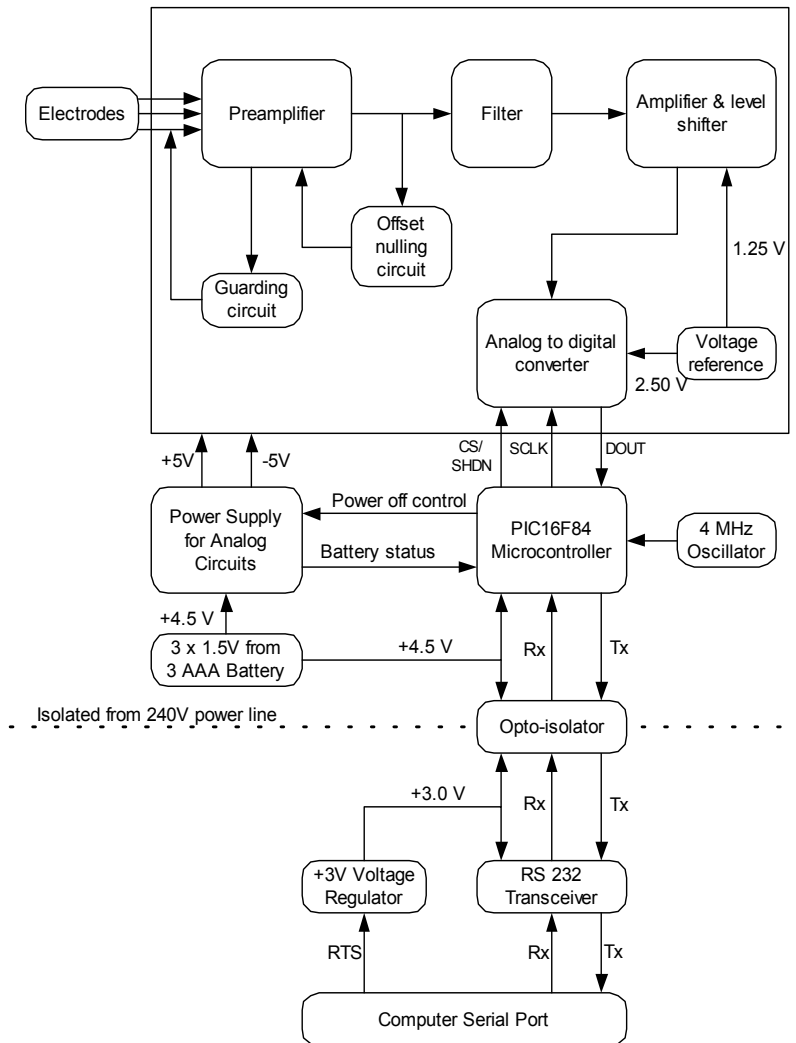 Electrodes
Preamplifier
Filter
Amplifier & level
shifter
Offset
nulling
circuit
1.25 V
Guarding
circuit
Analog to digital
converter
Voltage
reference
2.50 V
+5V
-5V
CS/
SHDN
SCLK
DOUT
Power Supply
for Analog
Circuits
Power off control
Battery status
PIC16F84
Microcontroller
4 MHz
Oscillator
+4.5 V
3 x 1.5V from
3 AAA Battery
+4.5 V
Rx
Tx
Isolated from 240V power line
Opto-isolator
+3.0 V
Rx
Tx
+3V Voltage
Regulator
RS 232
Transceiver
RTS
Rx
Tx
Computer Serial Port